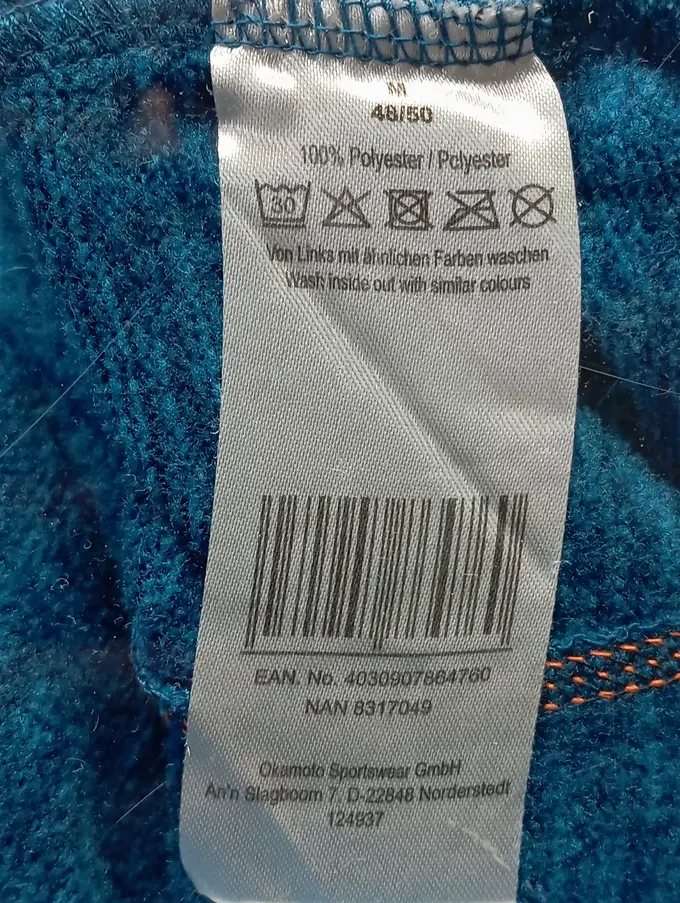 M
48/50
100% Polyester / Polyester
30
Von Links mit ähnlichen Farben waschen
Wash inside out with similar colours
EAN. No. 4030907864760
NAN 8317049
Okamoto Sportswear GmbH
An'n Slagboom 7, D-22848 Norderstedt
124937